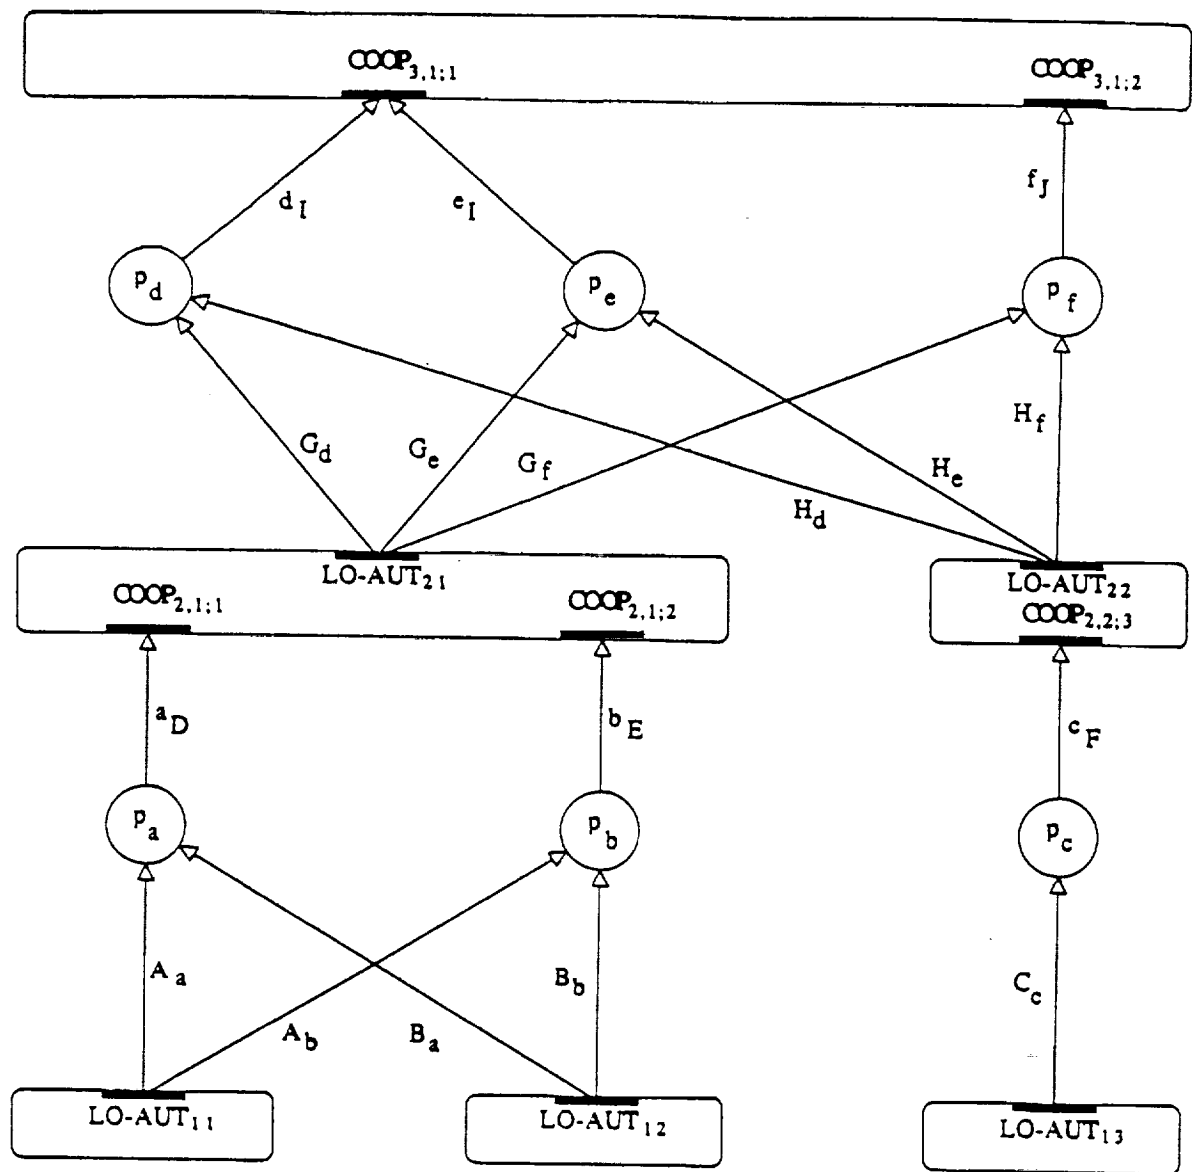 COOP3,1;1
COOP3,1;2
dI
eI
fJ
pd
pe
pf
Gd
Ge
Gf
Hd
He
Hf
LO-AUT21
LO-AUT22
COOP2,1;1
COOP2,1;2
COOP2,2;3
aD
bE
cF
pa
pb
pc
Aa
Ab
Ba
Bb
Cc
LO-AUT11
LO-AUT12
LO-AUT13